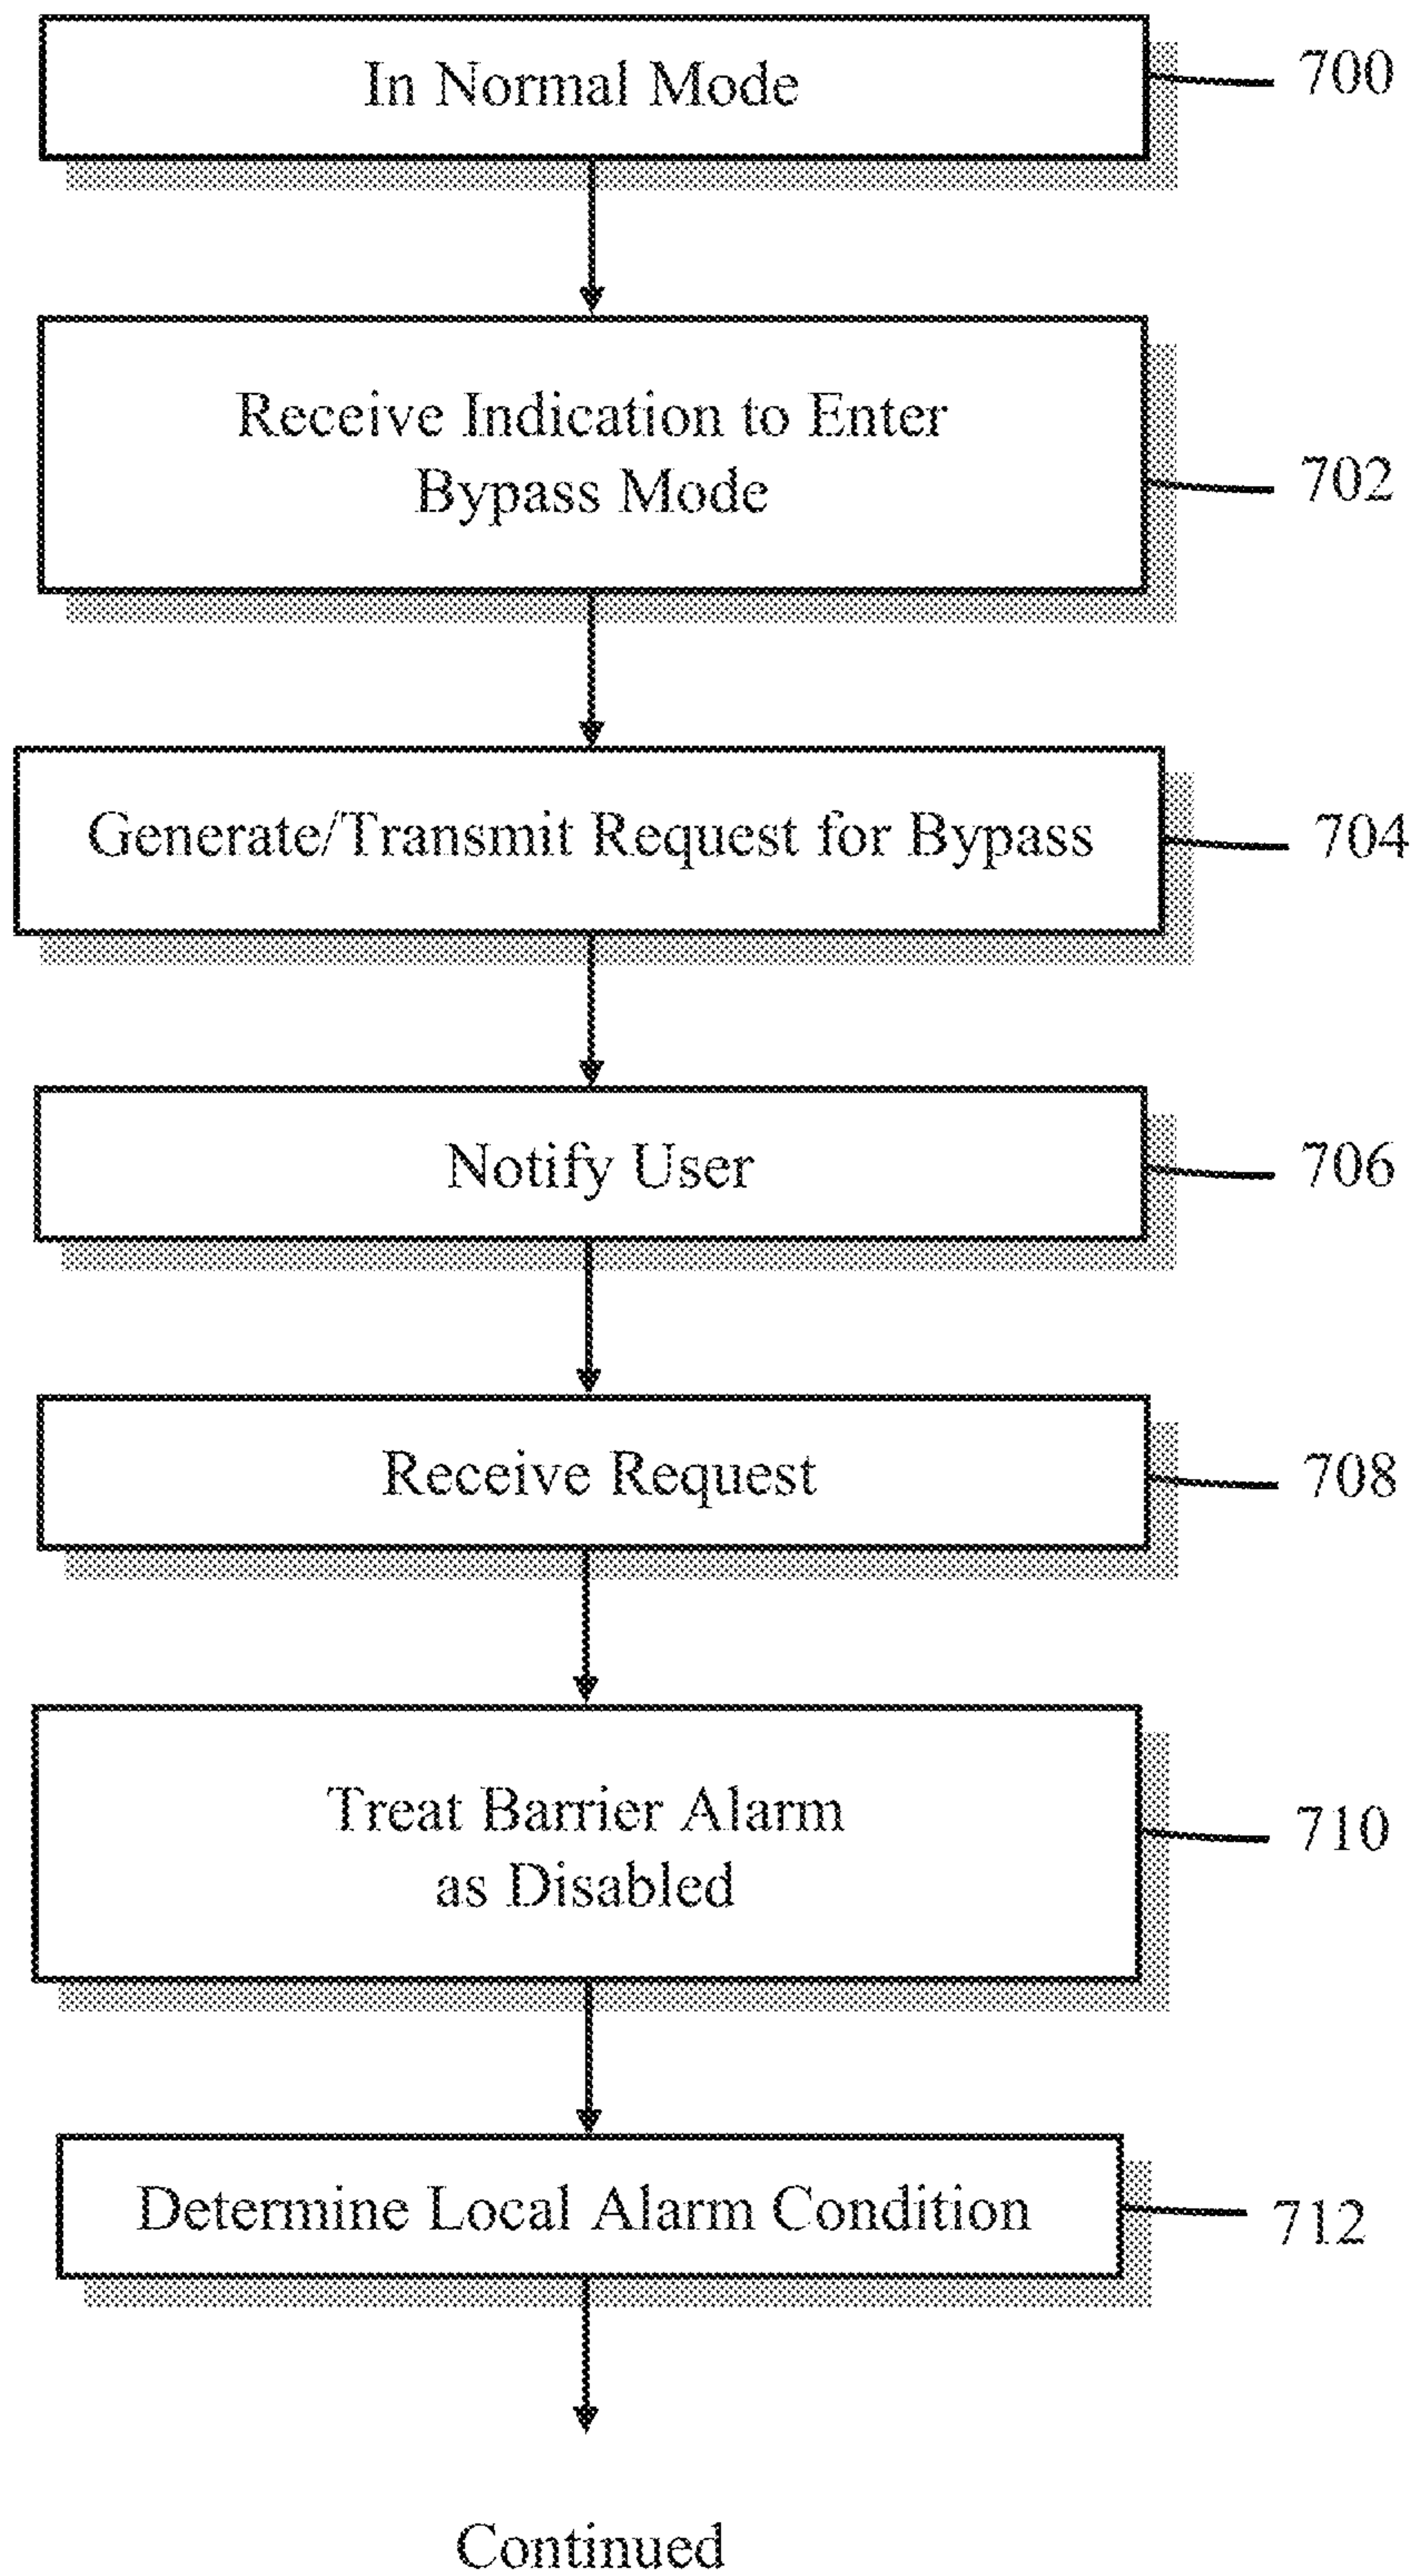 In Normal Mode
700
Receive Indication to Enter
Bypass Mode
702
Generate/Transmit Request for Bypass
704
Notify User
706
Receive Request
708
Treat Barrier Alarm
as Disabled
710
Determine Local Alarm Condition
712
Continued